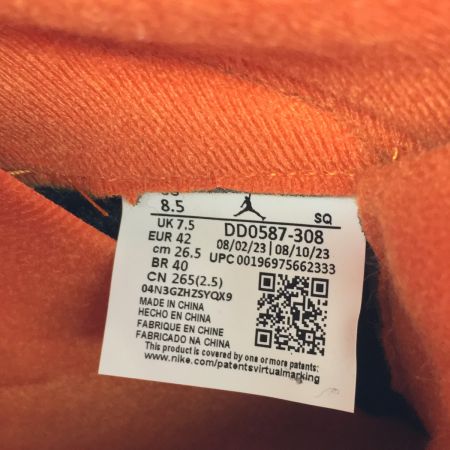 8.5
SQ
UK 7.5
DD0587-308
EUR 42
08/02/23 | 08/10/23
cm 26.5
UPC 00196975662333
BR 40
CN 265(2.5)
04N3GZHZSYQX9
MADE IN CHINA
HECHO EN CHINA
FABRIQUE EN CHINE
FABRICADO NA CHINA
This product is covered by one or more patents:
www.nike.com/patentsvirtualmarking